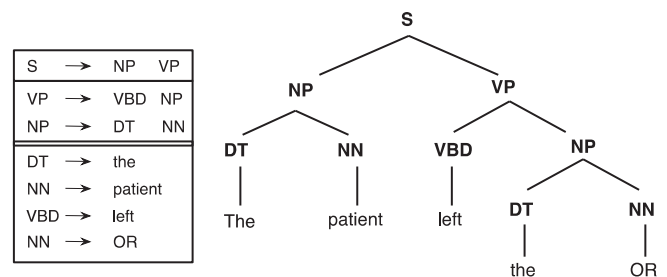 S → NP VP
VP → VBD NP
NP → DT NN
DT → the
NN → patient
VBD → left
NN → OR
S
NP VP
DT NN VBD NP
The patient left DT NN
the OR